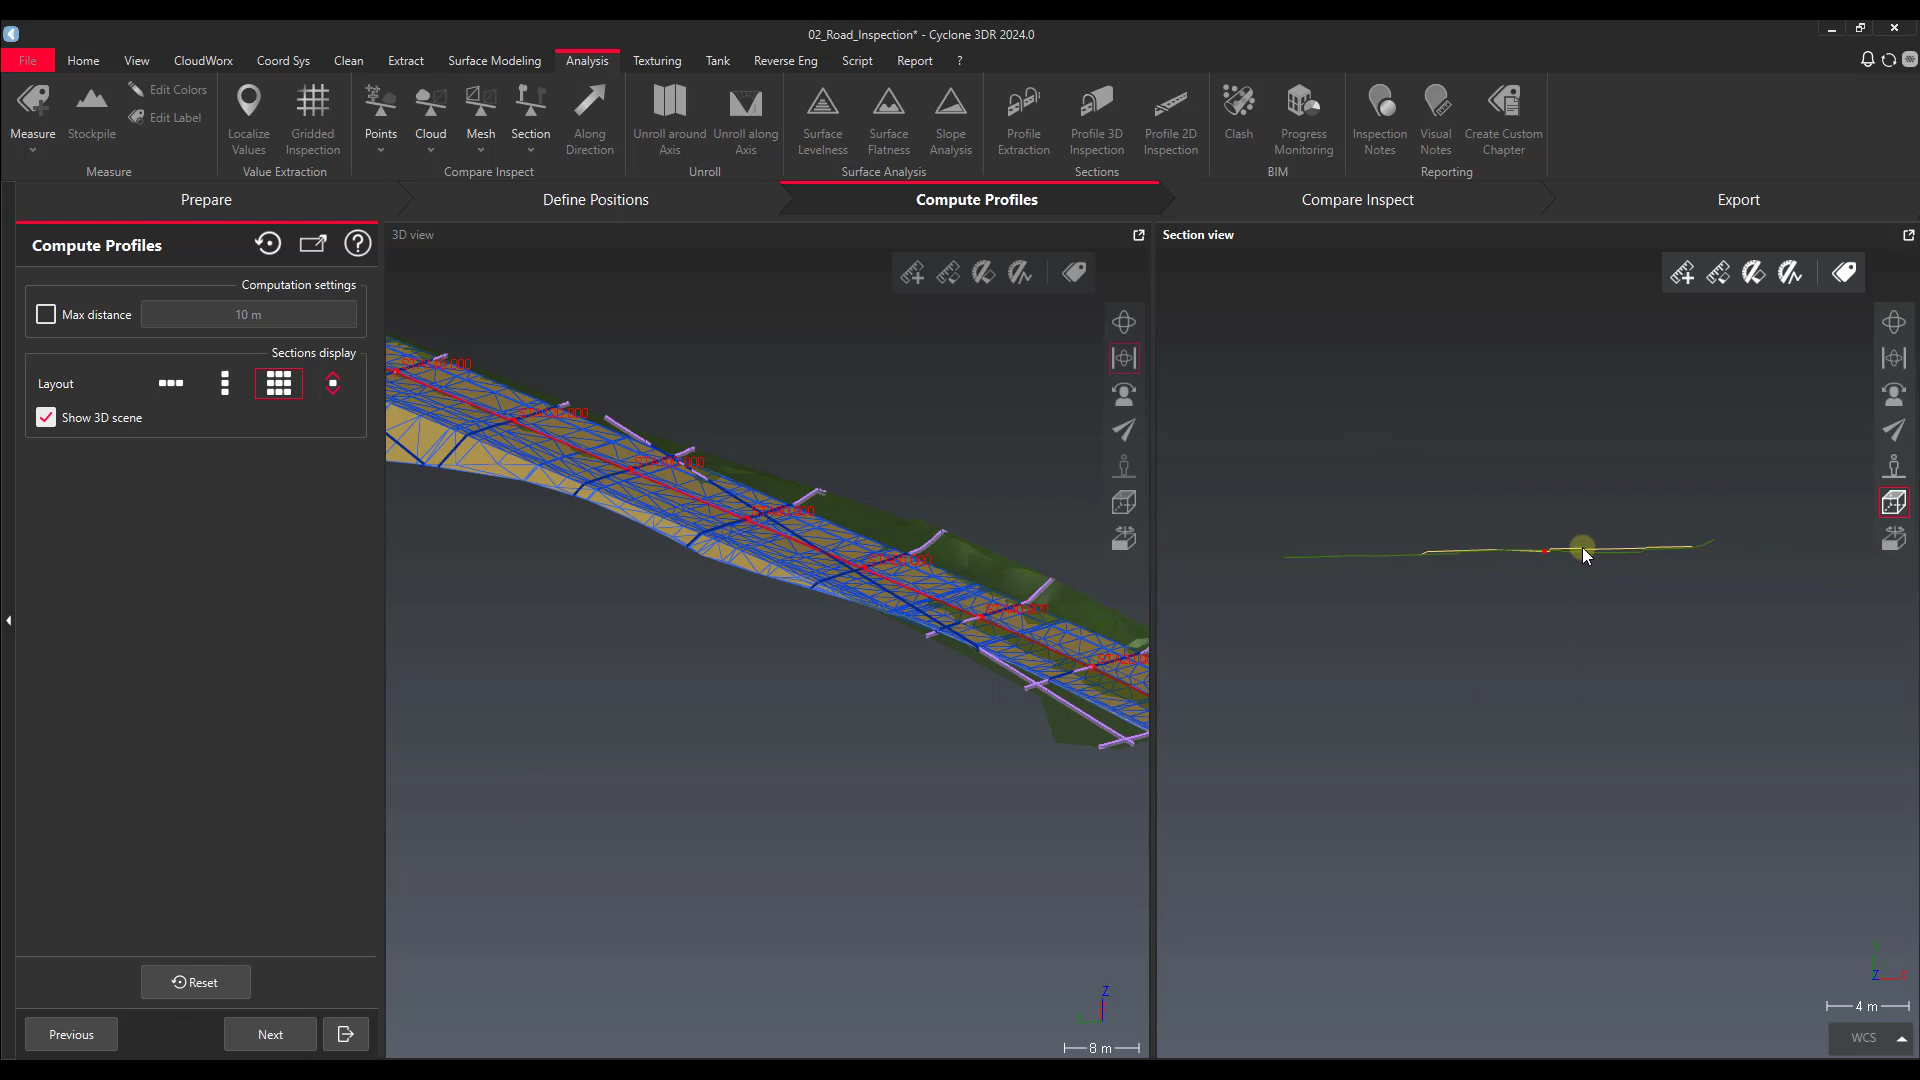 02_Road_Inspection* - Cyclone 3DR 2024.0
File Home View CloudWorx Coord Sys Clean Extract Surface Modeling Analysis Texturing Tank Reverse Eng Script Report ?
Measure Stockpile Edit Colors Edit Label
Measure
Localize Values
Gridded Inspection
Value Extraction
Points Cloud Mesh Section
Along Direction
Compare Inspect
Unroll around Axis
Unroll along Axis
Unroll
Surface Levelness
Surface Flatness
Slope Analysis
Surface Analysis
Profile Extraction
Profile 3D Inspection
Profile 2D Inspection
Sections
Clash
Progress Monitoring
BIM
Inspection Notes
Visual Notes
Create Custom Chapter
Reporting
Prepare Define Positions Compute Profiles Compare Inspect Export
Compute Profiles
Computation settings
Max distance 10 m
Sections display
Layout
Show 3D scene
Reset
Previous Next
3D view
Z
8 m
Section view
Z
4 m
WCS